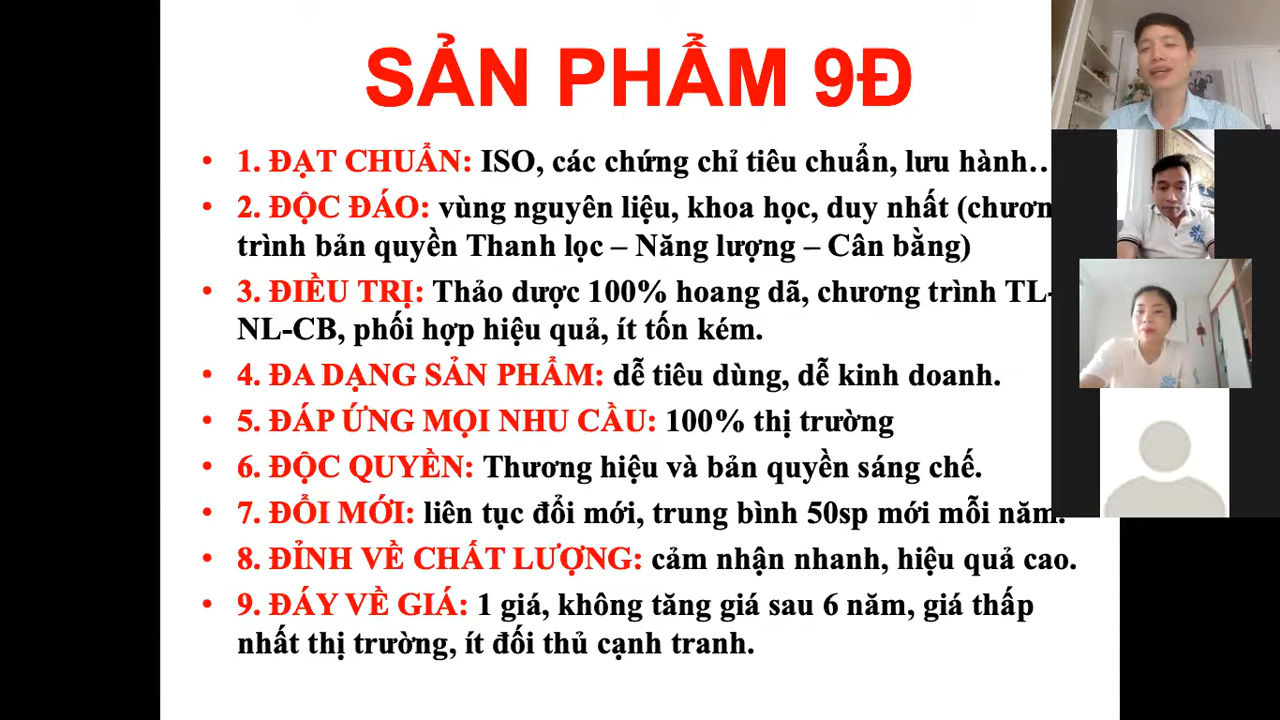 SẢN PHẨM 9Đ
• 1. ĐẠT CHUẨN: ISO, các chứng chỉ tiêu chuẩn, lưu hành…
• 2. ĐỘC ĐÁO: vùng nguyên liệu, khoa học, duy nhất (chươn
trình bản quyền Thanh lọc – Năng lượng – Cân bằng)
• 3. ĐIỀU TRỊ: Thảo dược 100% hoang dã, chương trình TL-
NL-CB, phối hợp hiệu quả, ít tốn kém.
• 4. ĐA DẠNG SẢN PHẨM: dễ tiêu dùng, dễ kinh doanh.
• 5. ĐÁP ỨNG MỌI NHU CẦU: 100% thị trường
• 6. ĐỘC QUYỀN: Thương hiệu và bản quyền sáng chế.
• 7. ĐỔI MỚI: liên tục đổi mới, trung bình 50sp mới mỗi năm.
• 8. ĐỈNH VỀ CHẤT LƯỢNG: cảm nhận nhanh, hiệu quả cao.
• 9. ĐÁY VỀ GIÁ: 1 giá, không tăng giá sau 6 năm, giá thấp
nhất thị trường, ít đối thủ cạnh tranh.